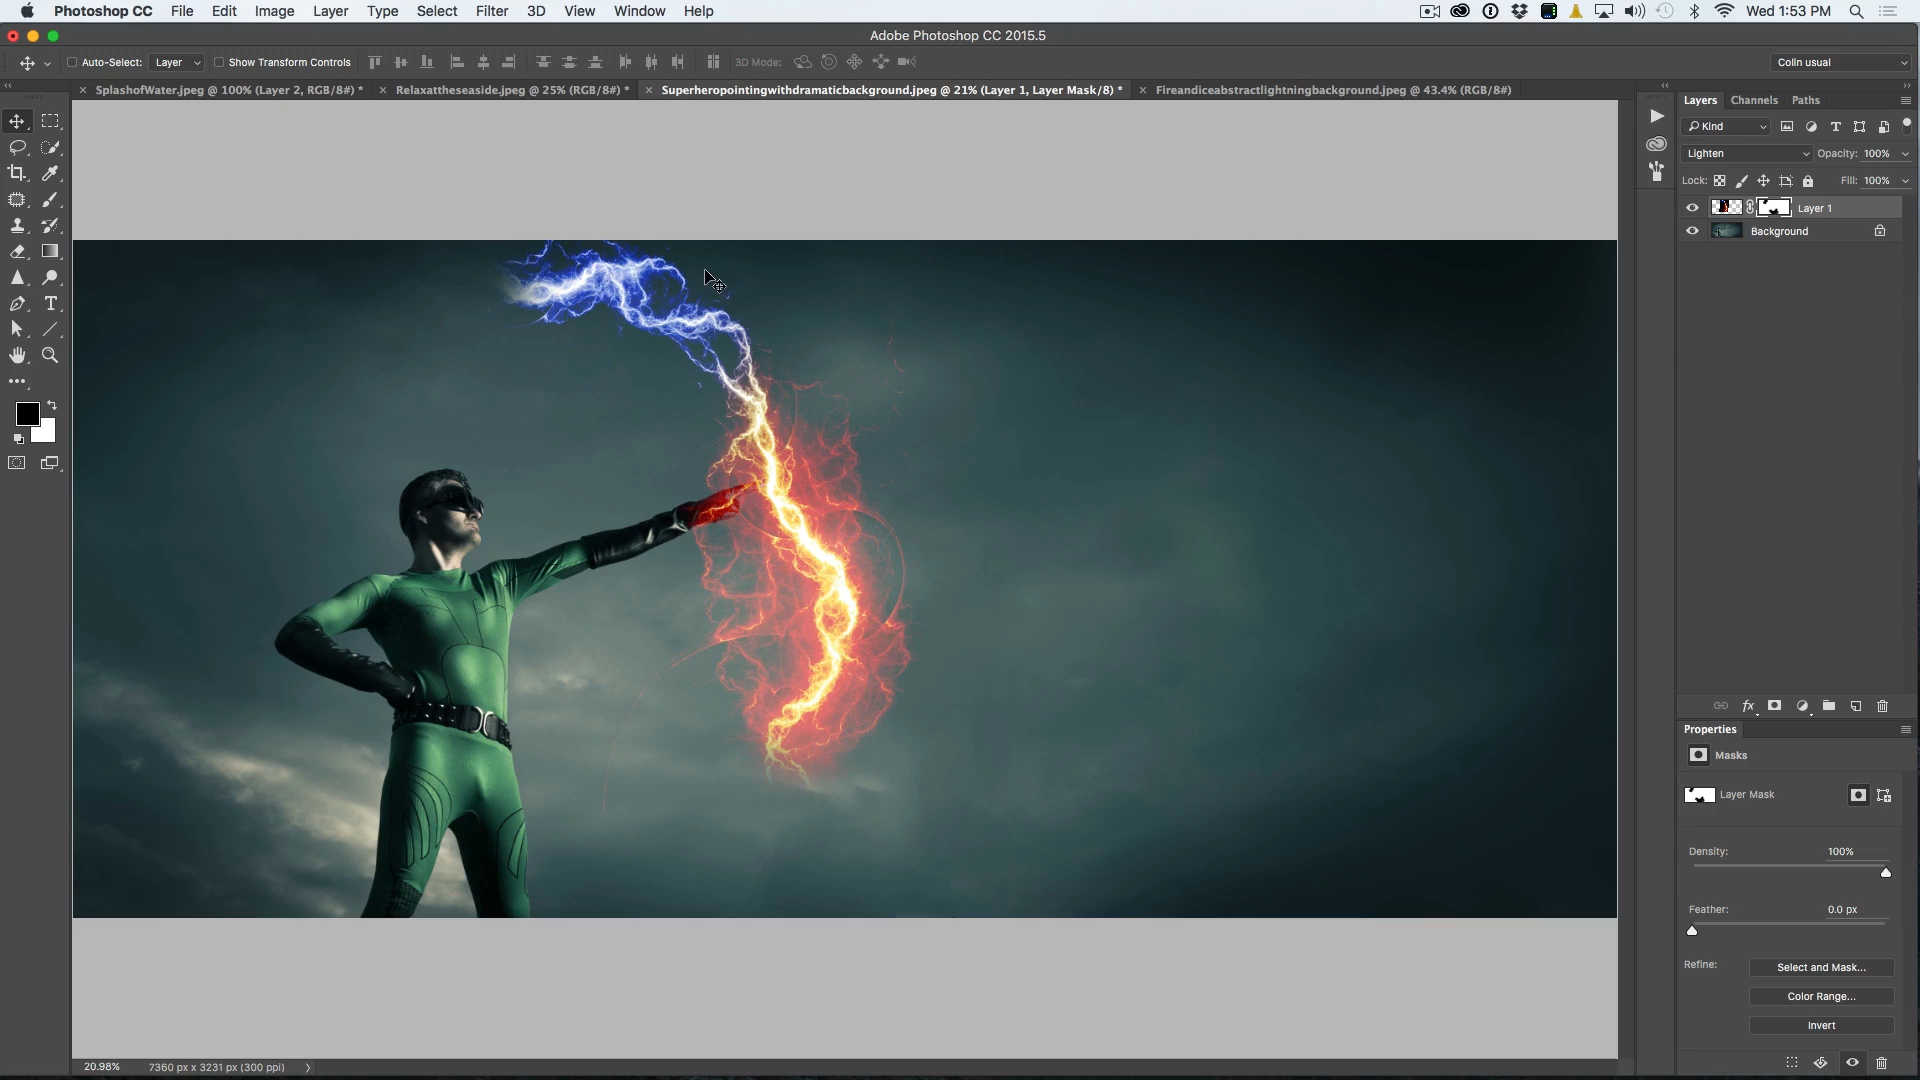 Photoshop CC File Edit Image Layer Type Select Filter 3D View Window Help Wed 1:53 PM
Adobe Photoshop CC 2015.5
Auto-Select: Layer Show Transform Controls 3D Mode: Colin usual
SplashofWater.jpeg @ 100% (Layer 2, RGB/8#) * Relaxattheseaside.jpeg @ 25% (RGB/8#) * Superheropointingwithdramaticbackground.jpeg @ 21% (Layer 1, Layer Mask/8) * Fireandiceabstractlightningbackground.jpeg @ 43.4% (RGB/8#)
Layers Channels Paths
Kind
Lighten Opacity: 100%
Lock: Fill: 100%
Layer 1
Background
fx
Properties
Masks
Layer Mask
Density: 100%
Feather: 0.0 px
Refine: Select and Mask...
Color Range...
Invert
20.98% 7360 px x 3231 px (300 ppi)